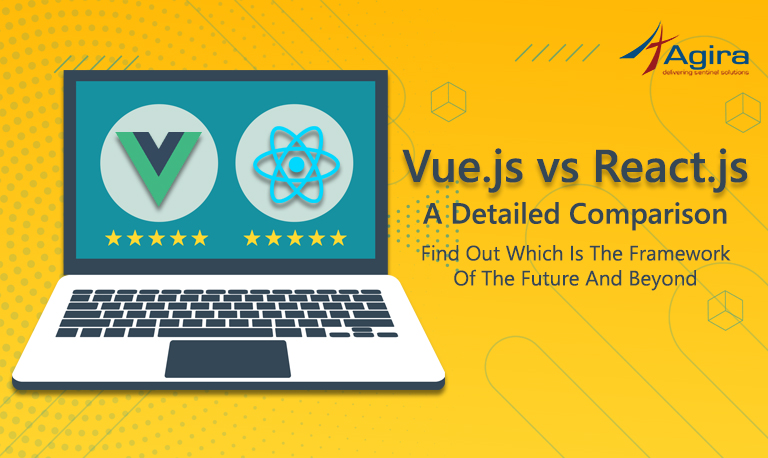 Agira
delivering sentinel solutions
Vue.js vs React.js
A Detailed Comparison
Find Out Which Is The Framework
Of The Future And Beyond